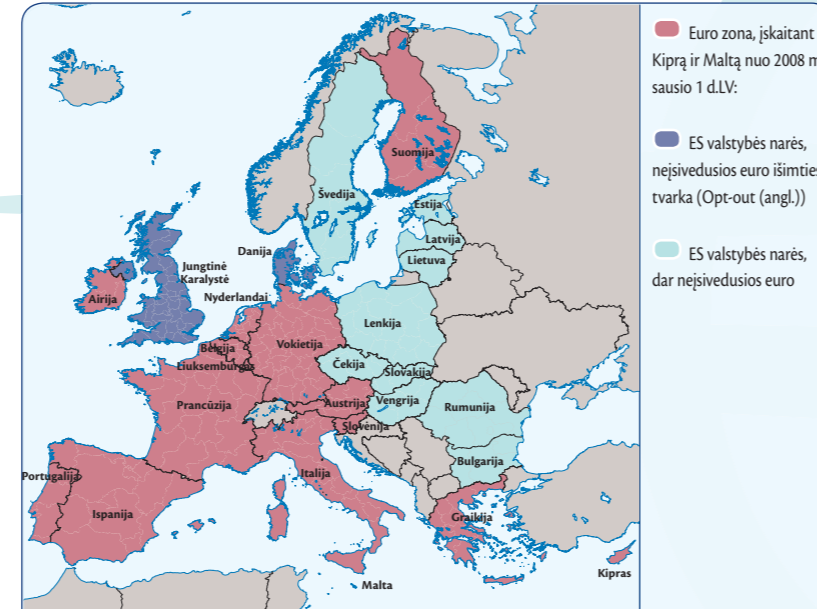 Euro zona, įskaitant
Kiprą ir Maltą nuo 2008 m
sausio 1 d.LV:
ES valstybės narės,
neįsivedusios euro išimties
tvarka (Opt-out (angl.))
ES valstybės narės,
dar neįsivedusios euro
Suomija
Švedija
Estija
Latvija
Lietuva
Danija
Jungtinė
Karalystė
Airija
Nyderlandai
Lenkija
Belgija
Vokietija
Liuksemburgas
Čekija
Slovakija
Prancūzija
Austrija
Vengrija
Rumunija
Slovėnija
Bulgarija
Portugalija
Italija
Ispanija
Graikija
Malta
Kipras